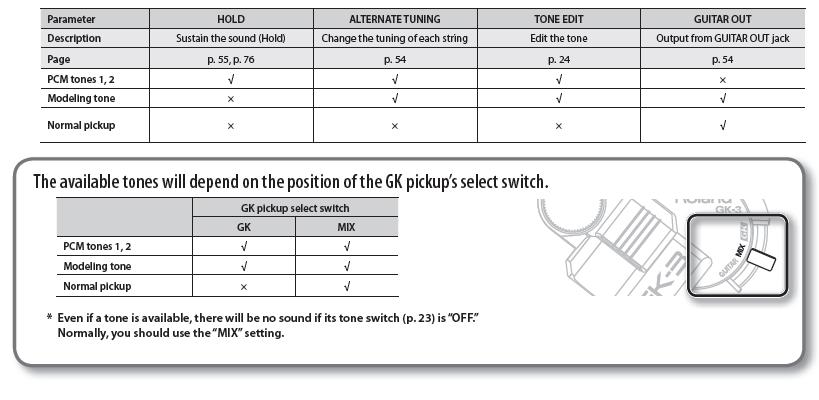 Parameter HOLD ALTERNATE TUNING TONE EDIT GUITAR OUT
Description Sustain the sound (Hold) Change the tuning of each string Edit the tone Output from GUITAR OUT jack
Page p. 55, p. 76 p. 54 p. 24 p. 54
PCM tones 1, 2 √ √ √ ×
Modeling tone × √ √ √
Normal pickup × × × √
The available tones will depend on the position of the GK pickup's select switch.
GK pickup select switch
GK MIX
PCM tones 1, 2 √ √
Modeling tone √ √
Normal pickup × √
* Even if a tone is available, there will be no sound if its tone switch (p. 23) is “OFF.”
Normally, you should use the “MIX” setting.
Roland
GK-3
GUITAR MIX GK
GK-3